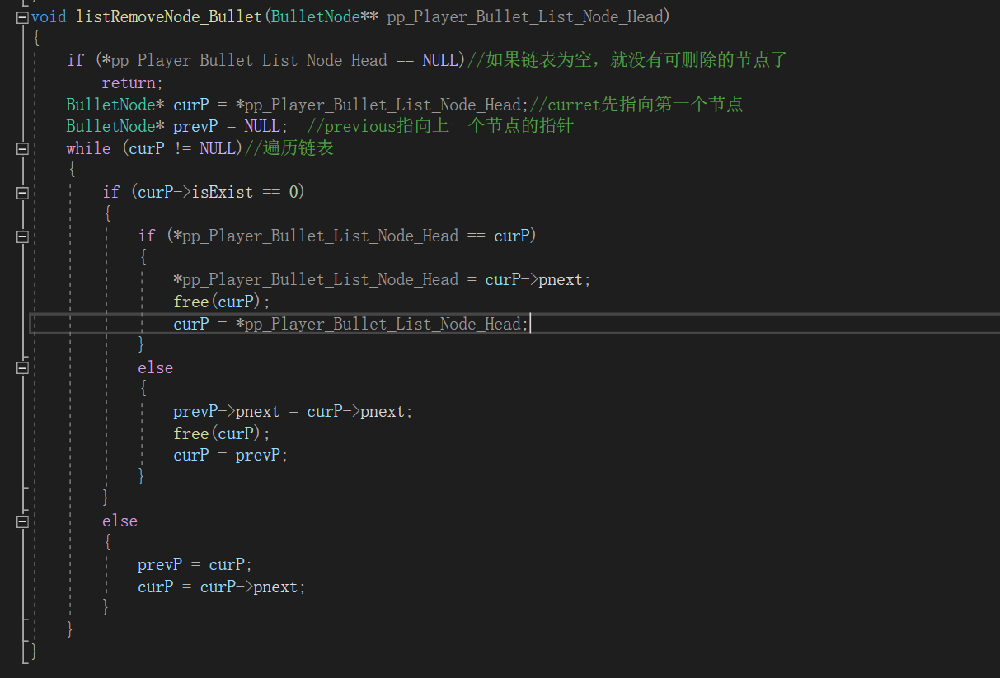 void listRemoveNode_Bullet(BulletNode** pp_Player_Bullet_List_Node_Head)
{
if (*pp_Player_Bullet_List_Node_Head == NULL)//如果链表为空，就没有可删除的节点了
return;
BulletNode* curP = *pp_Player_Bullet_List_Node_Head;//curret先指向第一个节点
BulletNode* prevP = NULL; //previous指向上一个节点的指针
while (curP != NULL)//遍历链表
{
if (curP->isExist == 0)
{
if (*pp_Player_Bullet_List_Node_Head == curP)
{
*pp_Player_Bullet_List_Node_Head = curP->pnext;
free(curP);
curP = *pp_Player_Bullet_List_Node_Head;
}
else
{
prevP->pnext = curP->pnext;
free(curP);
curP = prevP;
}
}
else
{
prevP = curP;
curP = curP->pnext;
}
}
}